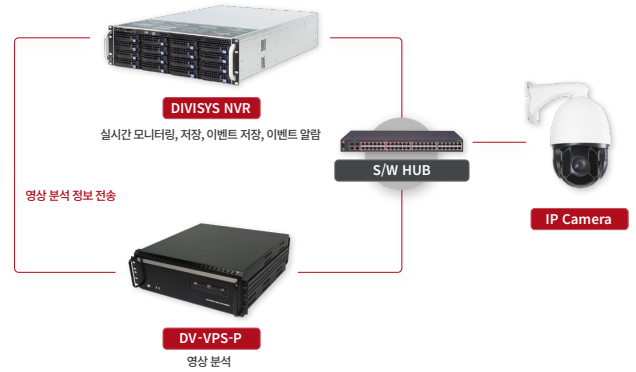 DIVISYS NVR
실시간 모니터링, 저장, 이벤트 저장, 이벤트 알람
S/W HUB
영상 분석 정보 전송
IP Camera
DV-VPS-P
영상 분석